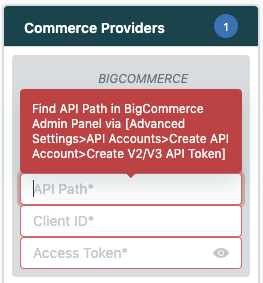 Commerce Providers 1
BIGCOMMERCE
Find API Path in BigCommerce
Admin Panel via [Advanced
Settings>API Accounts>Create API
Account>Create V2/V3 API Token]
API Path*
Client ID*
Access Token*